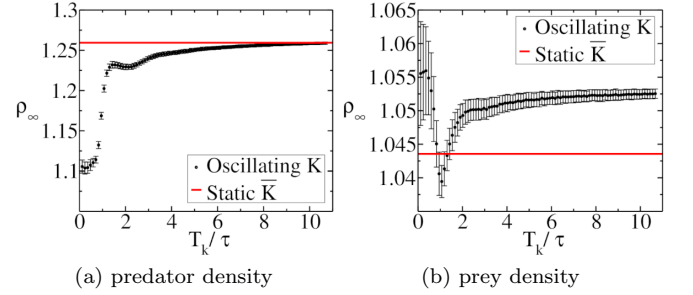 1.3
1.25
1.2
1.15
1.1
ρ∞
Oscillating K
Static K̅
0 2 4 6 8 10
T_k/τ
(a) predator density
1.065
1.06
1.055
1.05
1.045
1.04
ρ∞
Oscillating K
Static K̅
0 2 4 6 8 10
T_k/τ
(b) prey density